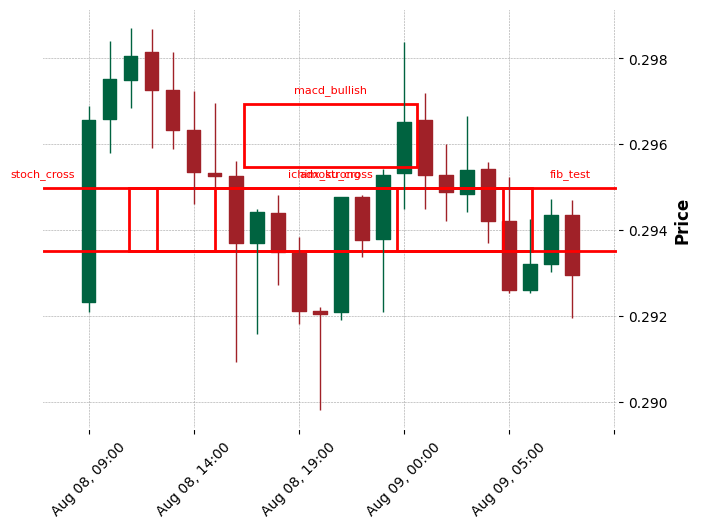 0.298
macd_bullish
0.296
stoch_cross
fib_test
0.294
Price
0.292
0.290
Aug 08, 09:00
Aug 08, 14:00
Aug 08, 19:00
Aug 09, 00:00
Aug 09, 05:00